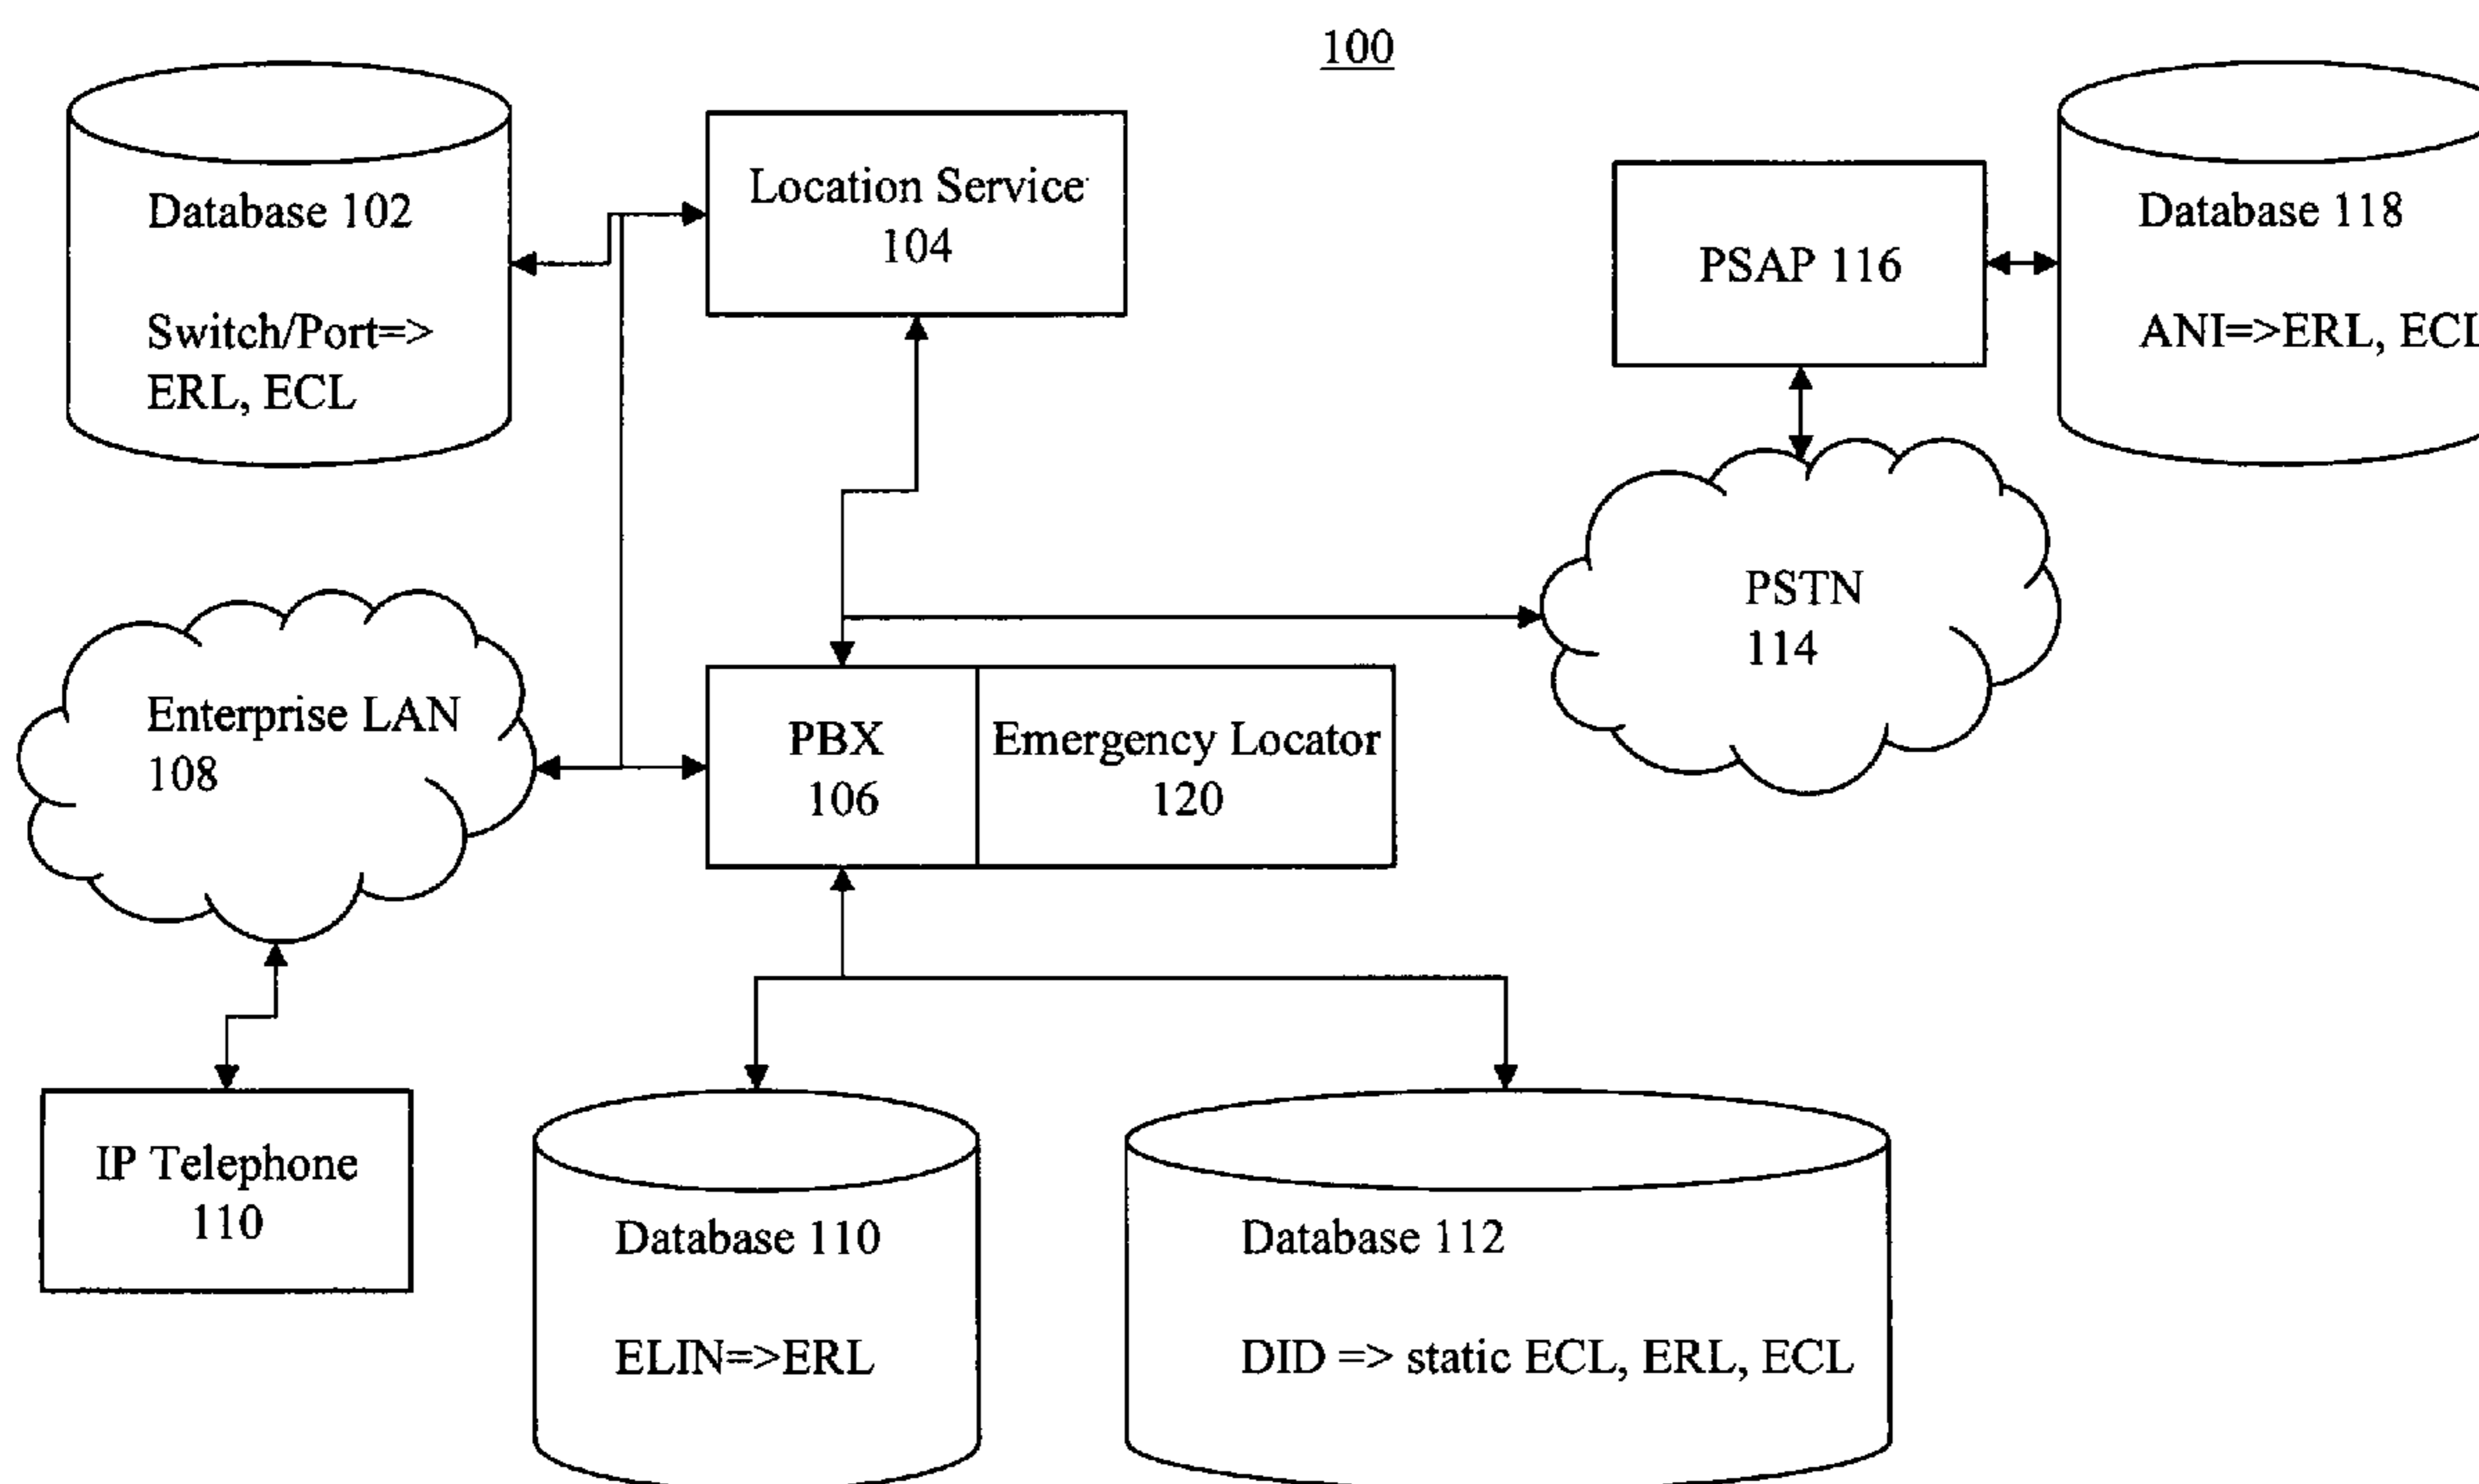 100
Database 102
Switch/Port=>
ERL, ECL
Location Service
104
PSAP 116
Database 118
ANI=>ERL, ECL
Enterprise LAN
108
PBX
106
Emergency Locator
120
PSTN
114
IP Telephone
110
Database 110
ELIN=>ERL
Database 112
DID => static ECL, ERL, ECL